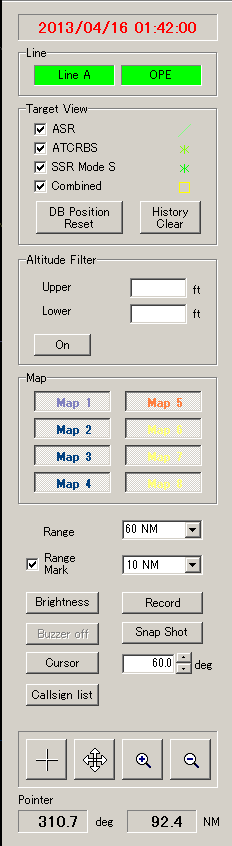 2013/04/16 01:42:00
Line
Line A OPE
Target View
ASR
ATCRBS
SSR Mode S
Combined
DB Position Reset
History Clear
Altitude Filter
Upper ft
Lower ft
On
Map
Map 1 Map 5
Map 2 Map 6
Map 3 Map 7
Map 4 Map 8
Range 60 NM
Range Mark 10 NM
Brightness Record
Buzzer off Snap Shot
Cursor 60.0 deg
Callsign list
Pointer
310.7 deg 92.4 NM